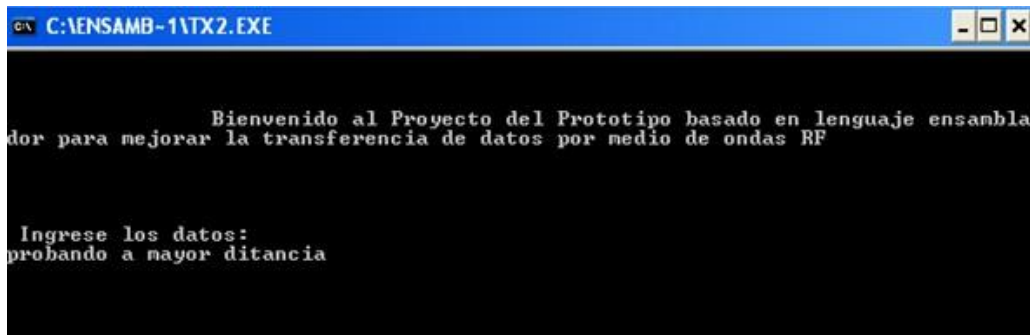 C:\ENSAMB~1\TX2.EXE
Bienvenido al Proyecto del Prototipo basado en lenguaje ensambla
dor para mejorar la transferencia de datos por medio de ondas RF
Ingrese los datos:
probando a mayor ditancia